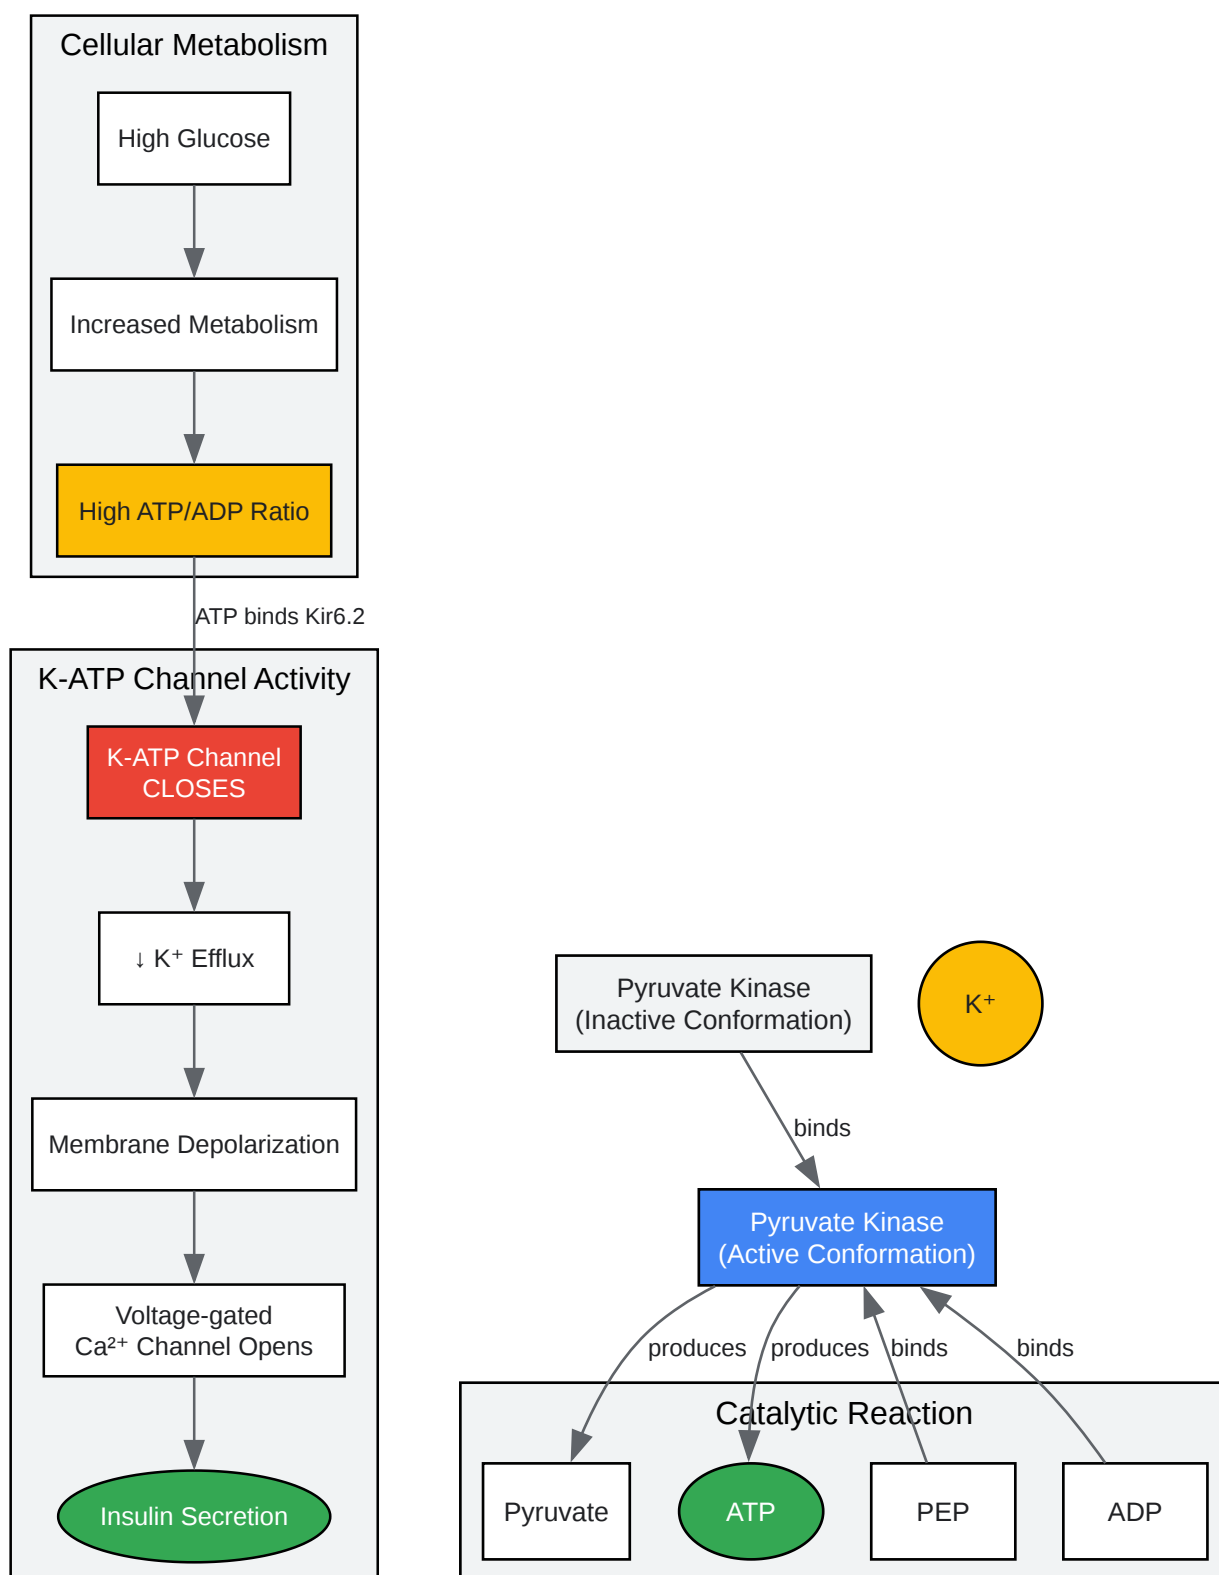 Cellular Metabolism
High Glucose
Increased Metabolism
High ATP/ADP Ratio
ATP binds Kir6.2
K-ATP Channel Activity
K-ATP Channel
CLOSES
↓ K⁺ Efflux
Membrane Depolarization
Voltage-gated
Ca²⁺ Channel Opens
Insulin Secretion
Pyruvate Kinase
(Inactive Conformation)
K⁺
binds
Pyruvate Kinase
(Active Conformation)
produces
produces
binds
binds
Catalytic Reaction
Pyruvate
ATP
PEP
ADP